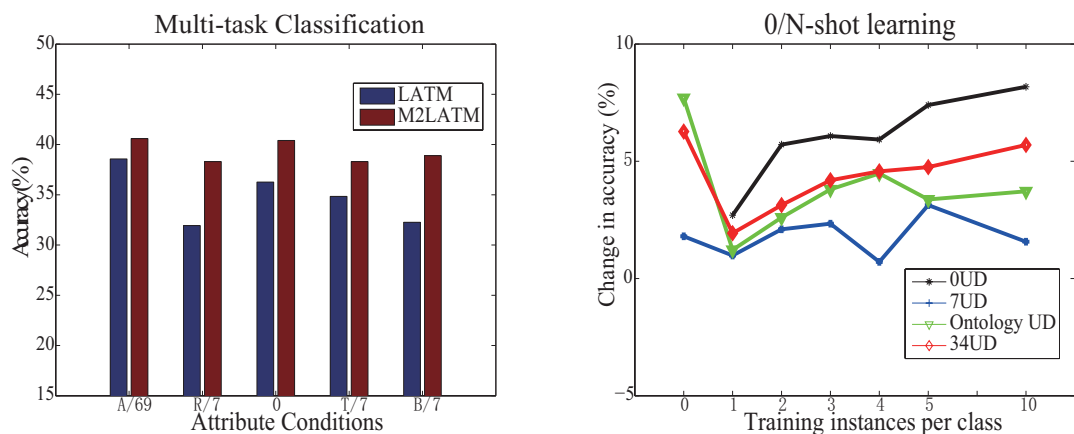 Multi-task Classification
50
45
40
35
30
25
20
15
Accuracy(%)
LATM
M2LATM
A/69 R/7 0 T/7 B/7
Attribute Conditions
0/N-shot learning
10
5
0
−5
Change in accuracy (%)
0UD
7UD
Ontology UD
34UD
0 1 2 3 4 5 10
Training instances per class